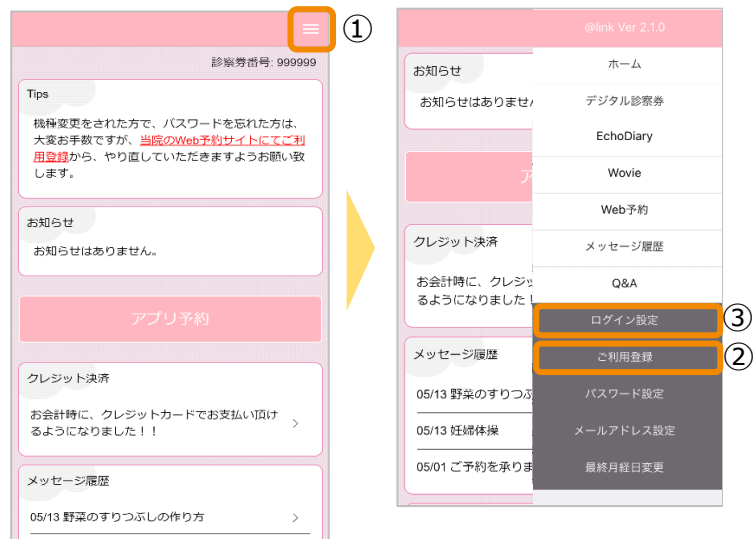 ①
診察券番号: 999999
Tips
機種変更をされた方で、パスワードを忘れた方は、
大変お手数ですが、当院のWeb予約サイトにてご利
用登録から、やり直していただきますようお願い致
します。
お知らせ
お知らせはありません。
アプリ予約
クレジット決済
お会計時に、クレジットカードでお支払い頂け
るようになりました！！
メッセージ履歴
05/13 野菜のすりつぶしの作り方
@link Ver 2.1.0
お知らせ
お知らせはありませ
ア
クレジット決済
お会計時に、クレジッ
るようになりました！
メッセージ履歴
05/13 野菜のすりつぶ
05/13 妊婦体操
05/01 ご予約を承りま
ホーム
デジタル診察券
EchoDiary
Wovie
Web予約
メッセージ履歴
Q&A
ログイン設定 ③
ご利用登録 ②
パスワード設定
メールアドレス設定
最終月経日変更